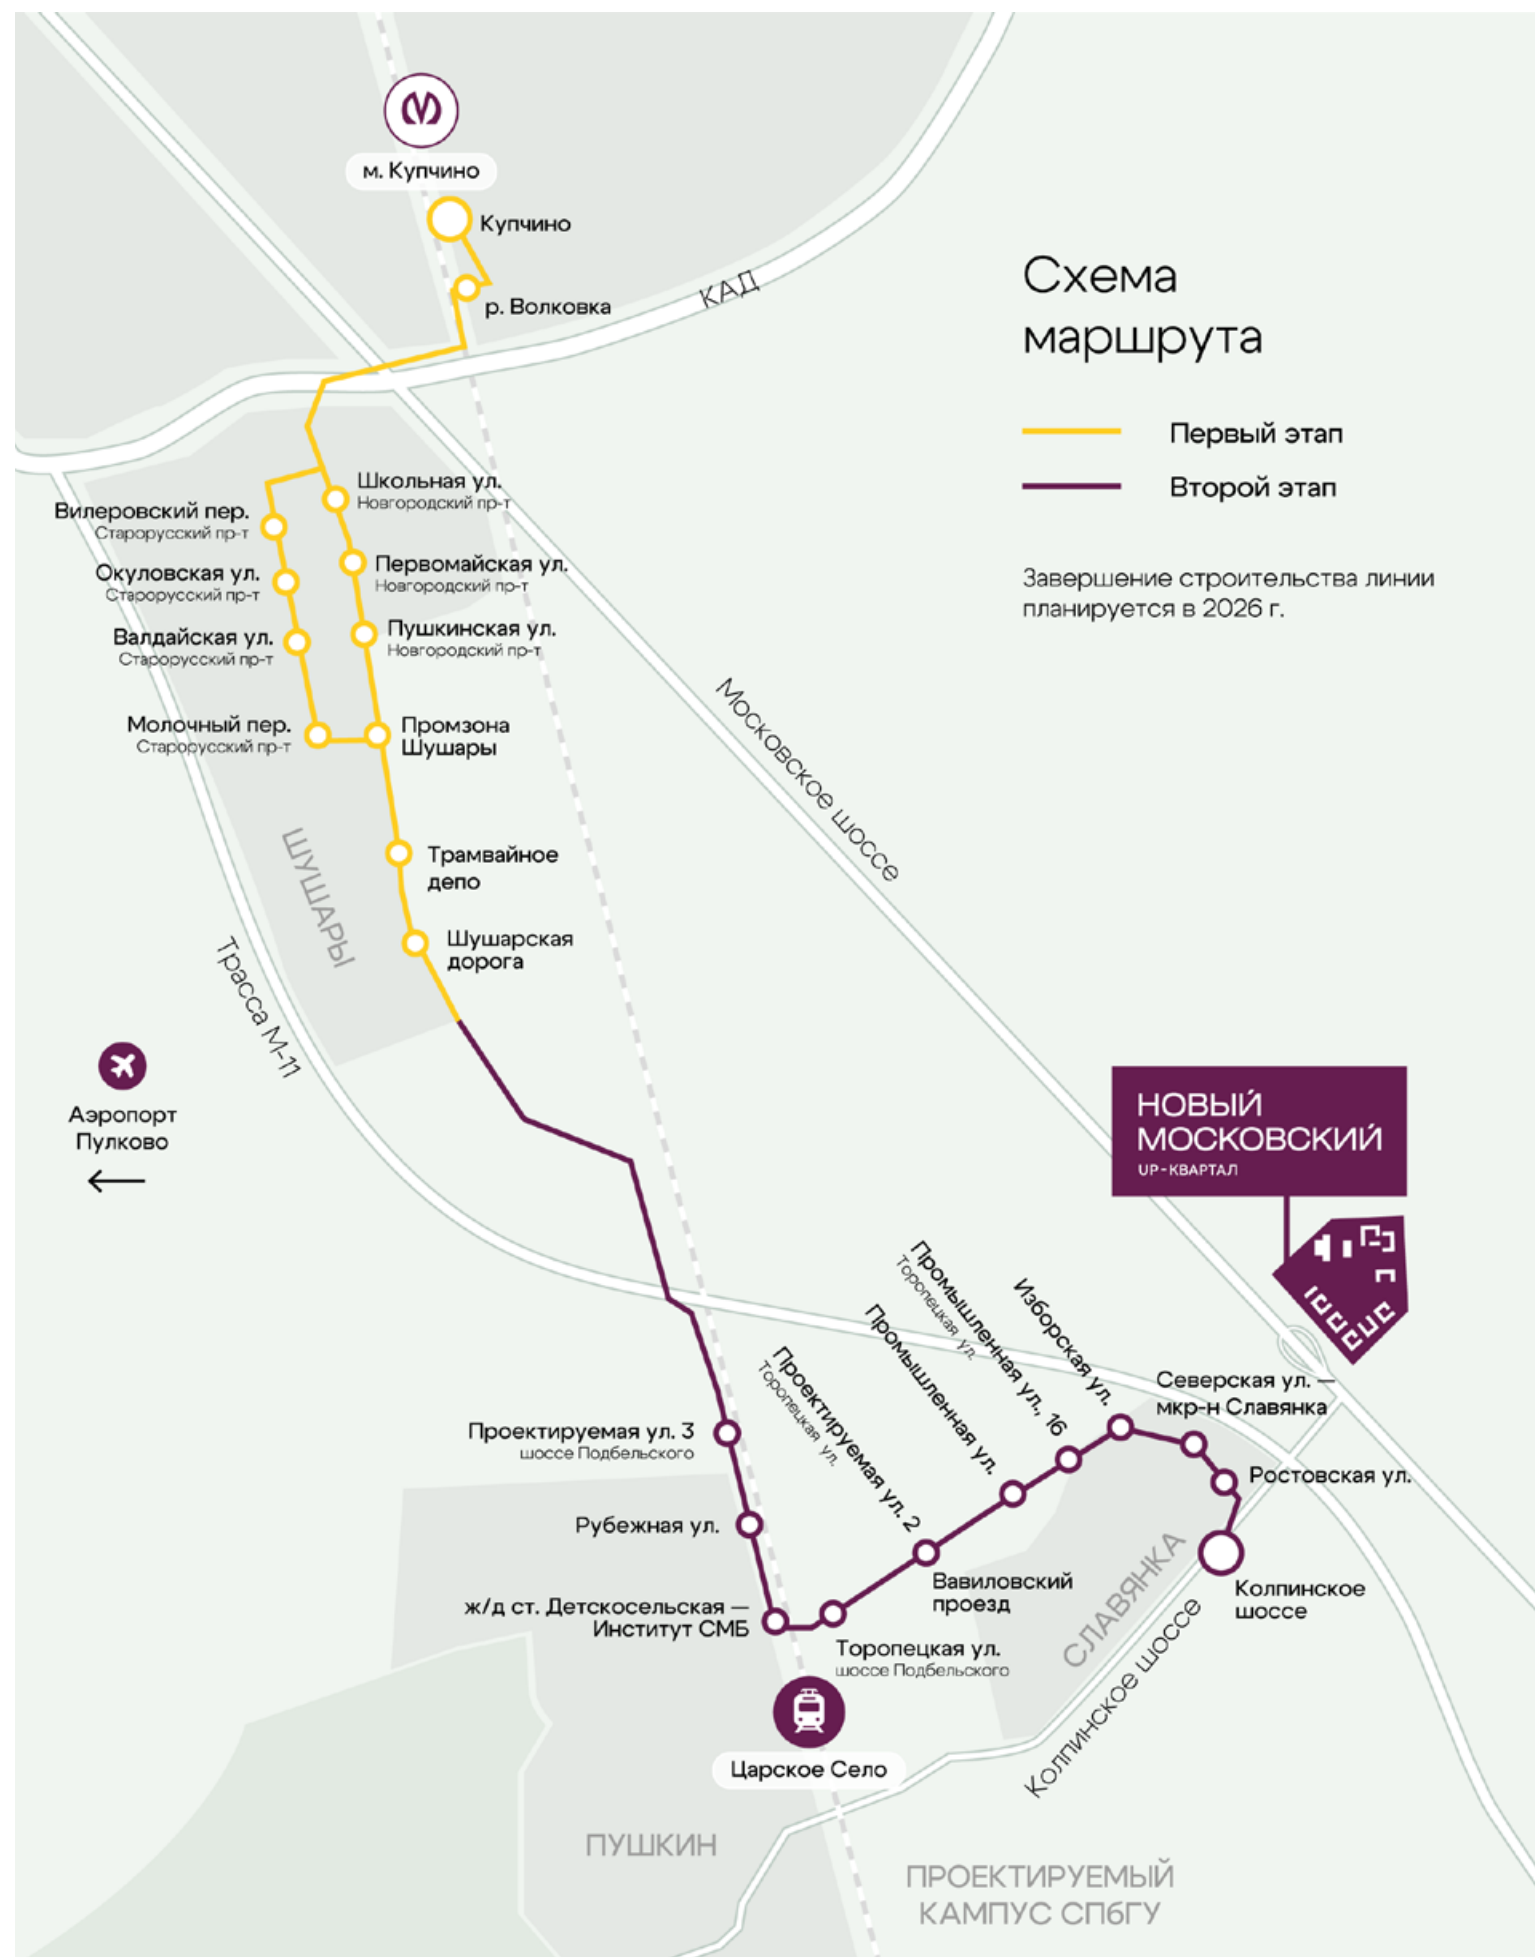 м. Купчино
Купчино
р. Волковка
КАД
Схема
маршрута
Первый этап
Второй этап
Завершение строительства линии
планируется в 2026 г.
Школьная ул.
Новгородский пр-т
Вилеровский пер.
Старорусский пр-т
Первомайская ул.
Новгородский пр-т
Окуловская ул.
Старорусский пр-т
Пушкинская ул.
Новгородский пр-т
Валдайская ул.
Старорусский пр-т
Молочный пер.
Старорусский пр-т
Промзона
Шушары
Московское шоссе
Трамвайное
депо
ШУШАРЫ
Шушарская
дорога
Трасса М-11
Аэропорт
Пулково
НОВЫЙ
МОСКОВСКИЙ
UP-КВАРТАЛ
Проектируемая ул. 3
шоссе Подбельского
Рубежная ул.
ж/д ст. Детскосельская —
Институт СМБ
Торопецкая ул.
шоссе Подбельского
Проектируемая ул. 2
Торопецкая ул.
Вавиловский
проезд
Промышленная ул.
Промышленная ул., 16
Торопецкая ул.
Изборская ул.
Северская ул. —
мкр-н Славянка
Ростовская ул.
Колпинское
шоссе
СЛАВЯНКА
Колпинское шоссе
Царское Село
ПУШКИН
ПРОЕКТИРУЕМЫЙ
КАМПУС СПбГУ